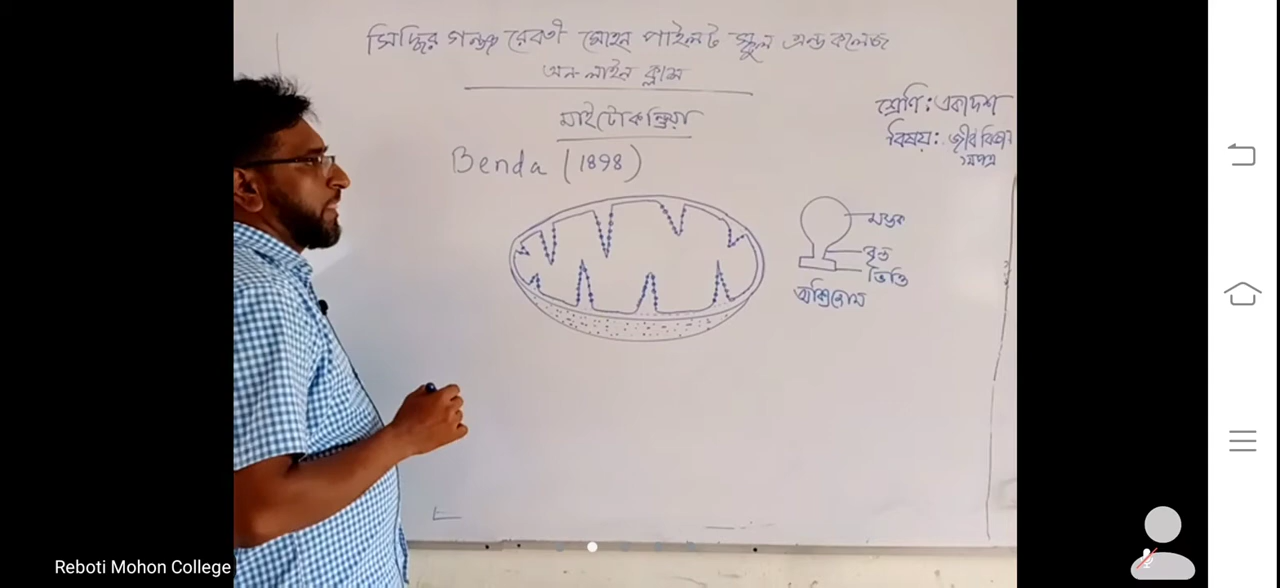 সিদ্ধির গঞ্জ রেবতী মোহন পাইলট স্কুল এন্ড কলেজ
অন-লাইন ক্লাস
মাইটোকন্ড্রিয়া
Benda (1898)
শ্রেণি: একাদশ
বিষয়: জীব বিজ্ঞান
১মপত্র
মস্তক
বৃন্ত
ভিত্তি
অক্সিসোম
Reboti Mohon College